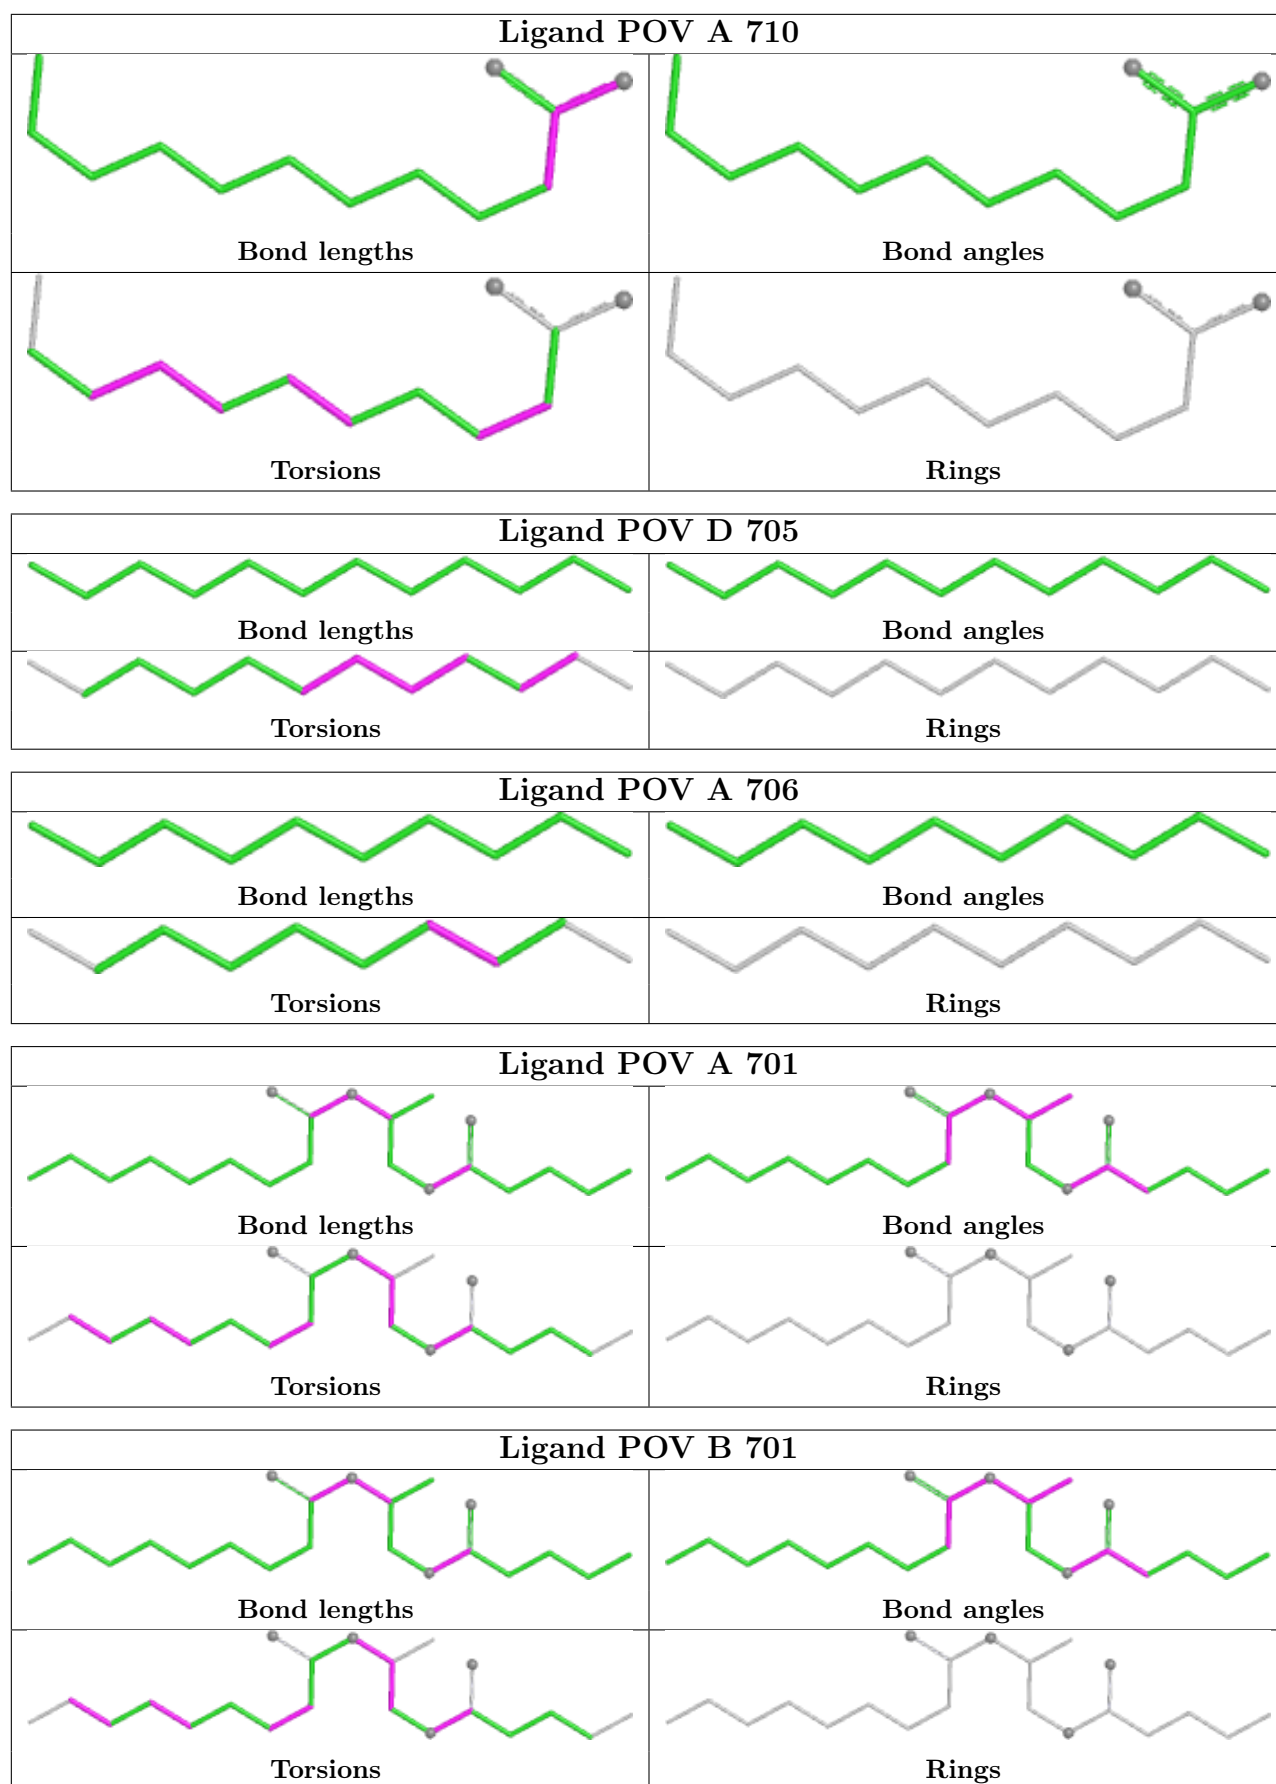 Ligand POV A 710
Bond lengths
Bond angles
Torsions
Rings
Ligand POV D 705
Bond lengths
Bond angles
Torsions
Rings
Ligand POV A 706
Bond lengths
Bond angles
Torsions
Rings
Ligand POV A 701
Bond lengths
Bond angles
Torsions
Rings
Ligand POV B 701
Bond lengths
Bond angles
Torsions
Rings